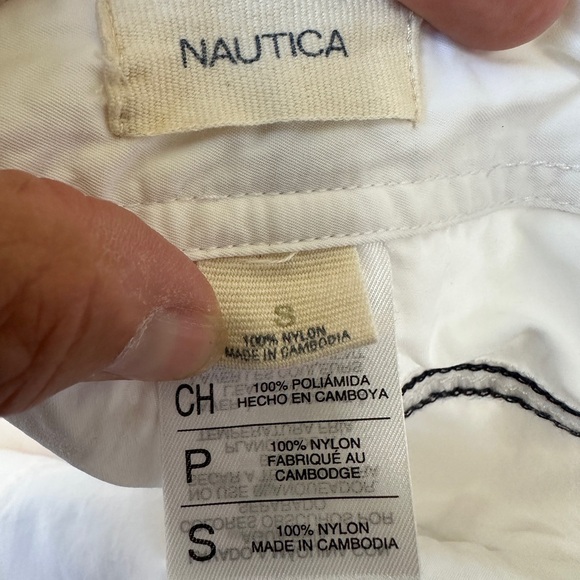 NAUTICA
S
100% NYLON
MADE IN CAMBODIA
CH 100% POLIÁMIDA
HECHO EN CAMBOYA
P 100% NYLON
FABRIQUÉ AU
CAMBODGE
S 100% NYLON
MADE IN CAMBODIA